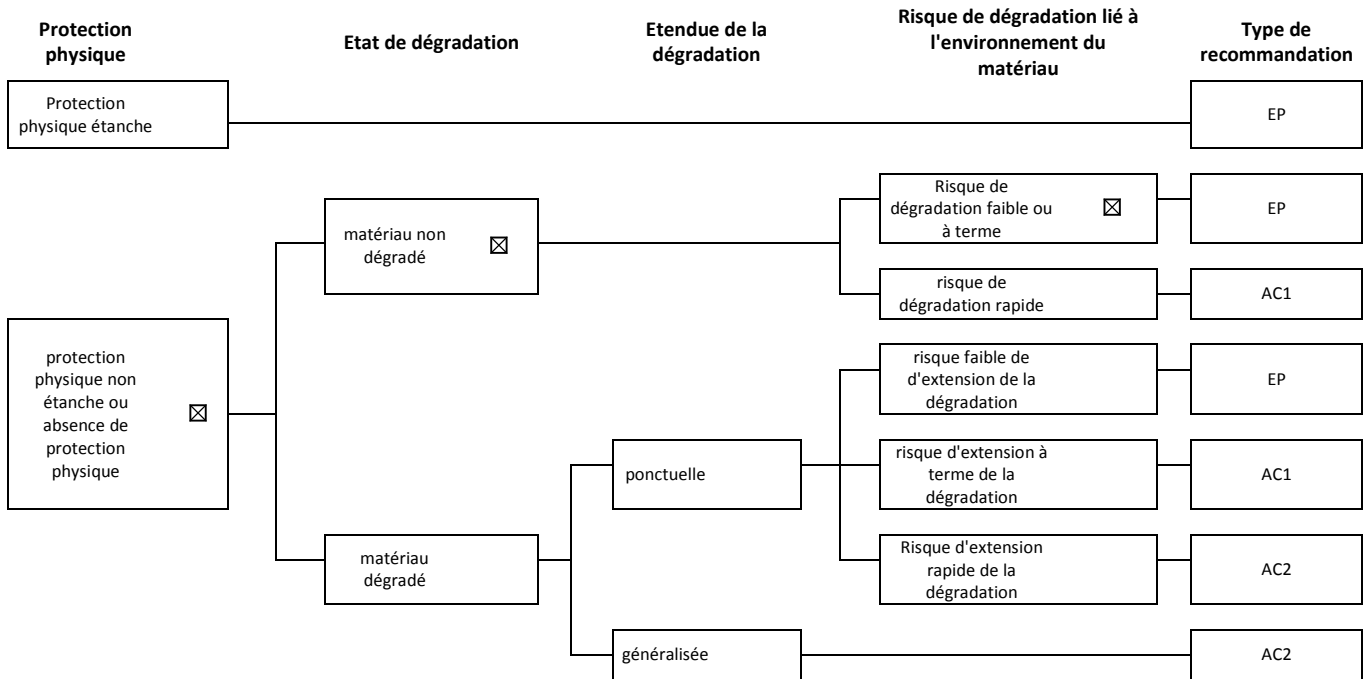 Protection
physique
Etat de dégradation
Etendue de la
dégradation
Risque de dégradation lié à
l'environnement du
matériau
Type de
recommandation
Protection
physique étanche
EP
protection
physique non
étanche ou
absence de
protection
physique
matériau non
dégradé
Risque de
dégradation faible ou
à terme
EP
risque de
dégradation rapide
AC1
matériau
dégradé
ponctuelle
risque faible de
d'extension de la
dégradation
EP
risque d'extension à
terme de la
dégradation
AC1
Risque d'extension
rapide de la
dégradation
AC2
généralisée
AC2